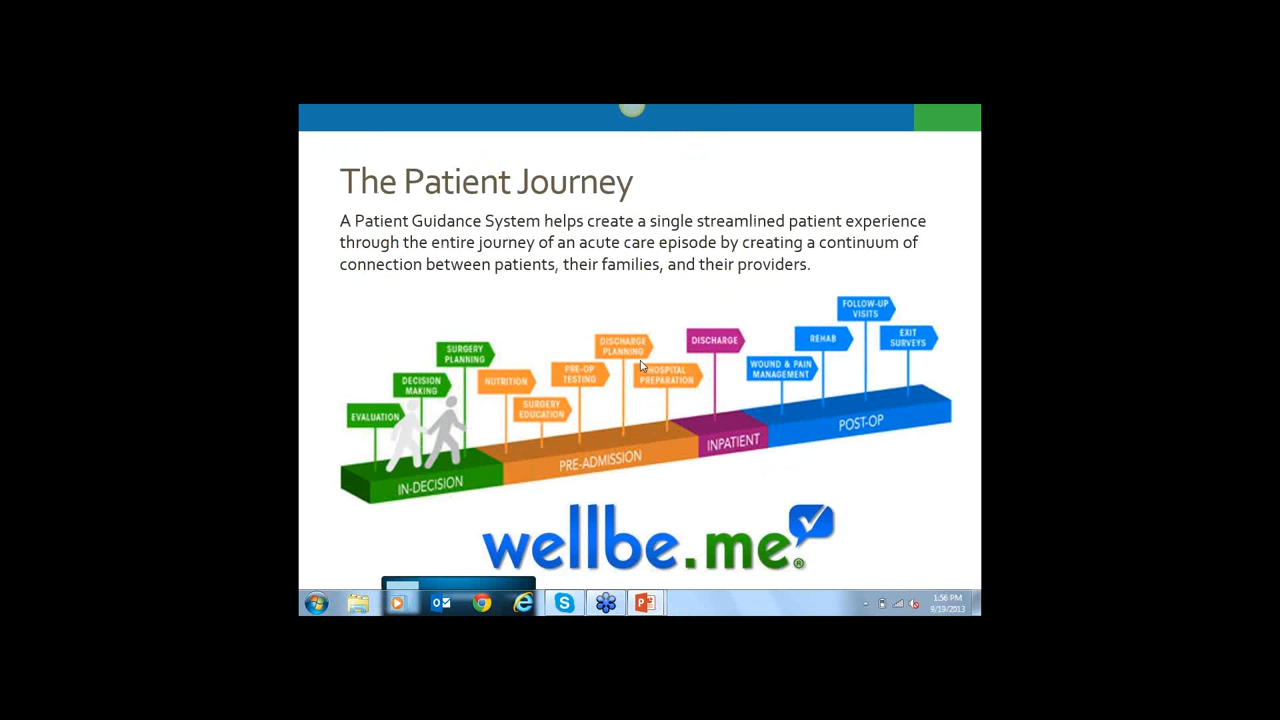 The Patient Journey
A Patient Guidance System helps create a single streamlined patient experience
through the entire journey of an acute care episode by creating a continuum of
connection between patients, their families, and their providers.
EVALUATION
DECISION
MAKING
SURGERY
PLANNING
NUTRITION
SURGERY
EDUCATION
PRE-OP
TESTING
DISCHARGE
PLANNING
HOSPITAL
PREPARATION
DISCHARGE
WOUND & PAIN
MANAGEMENT
REHAB
FOLLOW-UP
VISITS
EXIT
SURVEYS
IN-DECISION
PRE-ADMISSION
INPATIENT
POST-OP
wellbe.me®
1:56 PM
9/19/2013